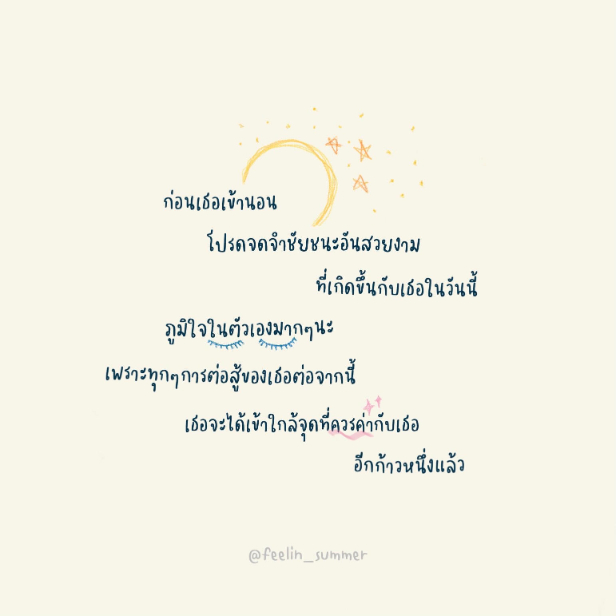 ก่อนเธอเข้านอน
โปรดจดจำชัยชนะอันสวยงาม
ที่เกิดขึ้นกับเธอในวันนี้
ภูมิใจในตัวเองมากๆนะ
เพราะทุกๆการต่อสู้ของเธอต่อจากนี้
เธอจะได้เข้าใกล้จุดที่ควรค่ากับเธอ
อีกก้าวหนึ่งแล้ว
@feelin_summer